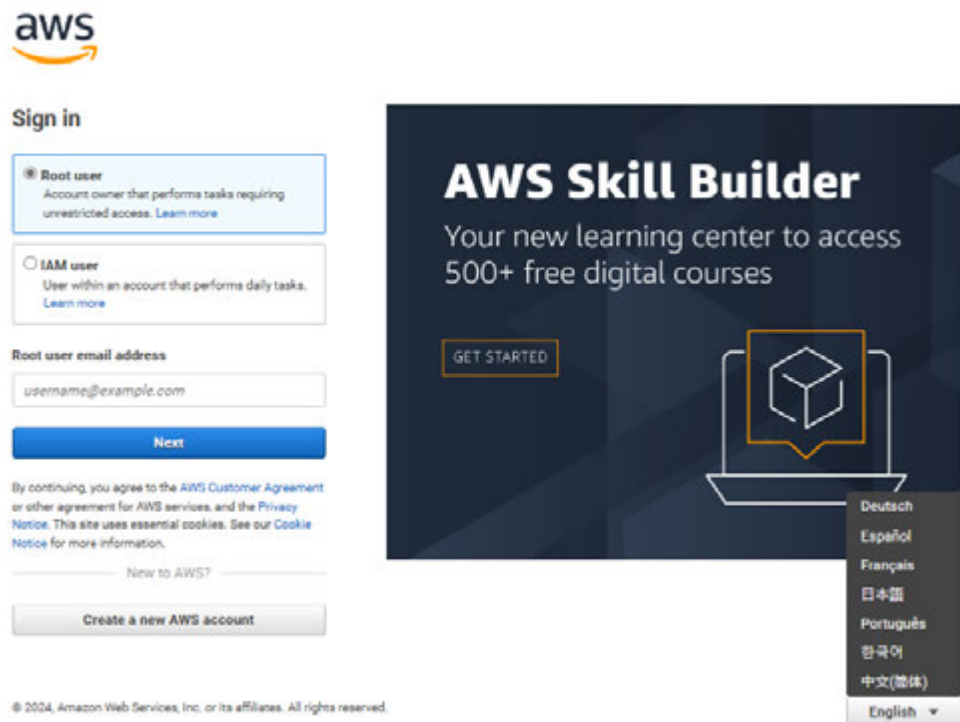 aws
Sign in
Root user
Account owner that performs tasks requiring
unrestricted access. Learn more
IAM user
User within an account that performs daily tasks.
Learn more
Root user email address
username@example.com
Next
By continuing, you agree to the AWS Customer Agreement
or other agreement for AWS services, and the Privacy
Notice. This site uses essential cookies. See our Cookie
Notice for more information.
New to AWS?
Create a new AWS account
AWS Skill Builder
Your new learning center to access
500+ free digital courses
GET STARTED
Deutsch
Español
Français
日本語
Português
한국어
中文(简体)
English
© 2024, Amazon Web Services, Inc. or its affiliates. All rights reserved.